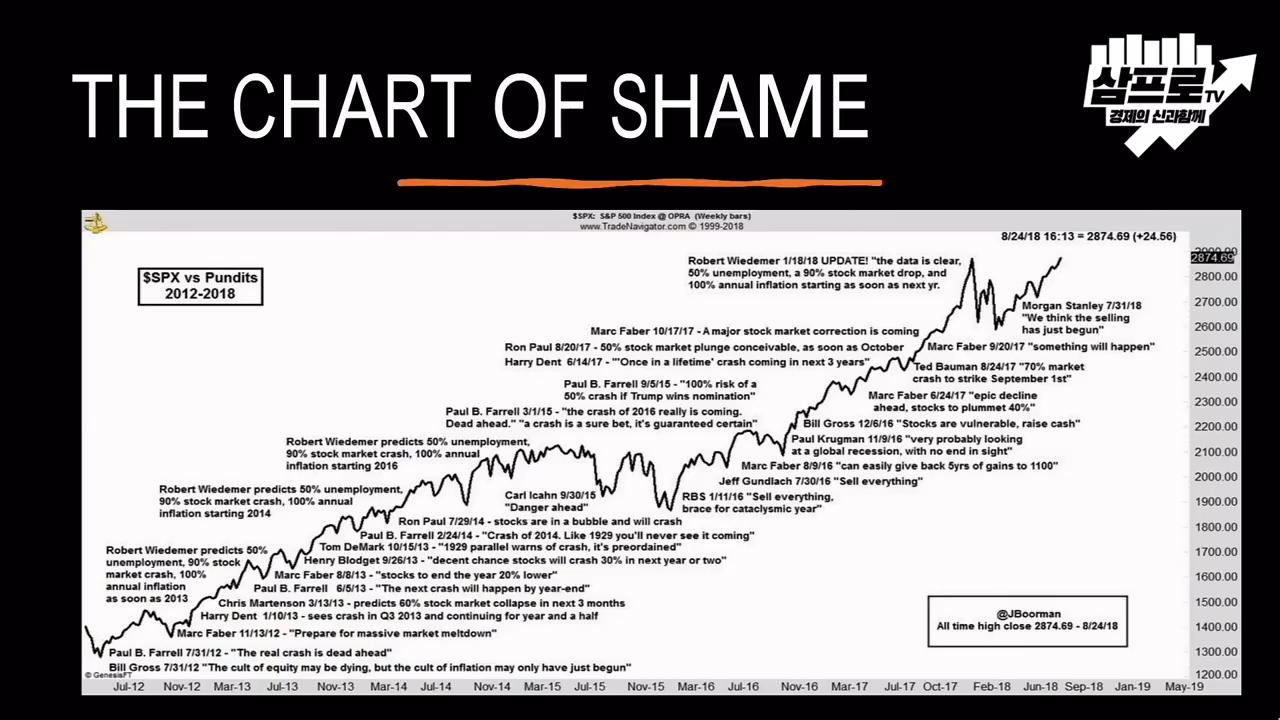 THE CHART OF SHAME
삼프로TV
경제의 신과함께
$SPX: S&P 500 Index @ OPRA (Weekly bars)
www.TradeNavigator.com © 1999-2018
8/24/18 16:13 = 2874.69 (+24.56)
$SPX vs Pundits
2012-2018
Robert Wiedemer 1/18/18 UPDATE! "the data is clear,
50% unemployment, a 90% stock market drop, and
100% annual inflation starting as soon as next yr.
Morgan Stanley 7/31/18
"We think the selling
has just begun"
Marc Faber 10/17/17 - A major stock market correction is coming
Ron Paul 8/20/17 - 50% stock market plunge conceivable, as soon as October
Marc Faber 9/20/17 "something will happen"
Harry Dent 6/14/17 - "'Once in a lifetime' crash coming in next 3 years"
Ted Bauman 8/24/17 "70% market
crash to strike September 1st"
Paul B. Farrell 9/5/15 - "100% risk of a
50% crash if Trump wins nomination"
Marc Faber 6/24/17 "epic decline
ahead, stocks to plummet 40%"
Paul B. Farrell 3/1/15 - "the crash of 2016 really is coming.
Dead ahead." "a crash is a sure bet, it's guaranteed certain"
Bill Gross 12/6/16 "Stocks are vulnerable, raise cash"
Robert Wiedemer predicts 50% unemployment,
90% stock market crash, 100% annual
inflation starting 2016
Paul Krugman 11/9/16 "very probably looking
at a global recession, with no end in sight"
Marc Faber 8/9/16 "can easily give back 5yrs of gains to 1100"
Jeff Gundlach 7/30/16 "Sell everything"
Robert Wiedemer predicts 50% unemployment,
90% stock market crash, 100% annual
inflation starting 2014
Carl Icahn 9/30/15
"Danger ahead"
RBS 1/11/16 "Sell everything,
brace for cataclysmic year"
Ron Paul 7/29/14 - stocks are in a bubble and will crash
Paul B. Farrell 2/24/14 - "Crash of 2014. Like 1929 you'll never see it coming"
Tom DeMark 10/15/13 - "1929 parallel warns of crash, it's preordained"
Robert Wiedemer predicts 50%
unemployment, 90% stock
market crash, 100%
annual inflation
as soon as 2013
Henry Blodget 9/26/13 - "decent chance stocks will crash 30% in next year or two"
Marc Faber 8/8/13 - "stocks to end the year 20% lower"
Paul B. Farrell 6/5/13 - "The next crash will happen by year-end"
Chris Martenson 3/13/13 - predicts 60% stock market collapse in next 3 months
Harry Dent 1/10/13 - sees crash in Q3 2013 and continuing for year and a half
Marc Faber 11/13/12 - "Prepare for massive market meltdown"
Paul B. Farrell 7/31/12 - "The real crash is dead ahead"
Bill Gross 7/31/12 "The cult of equity may be dying, but the cult of inflation may only have just begun"
@JBoorman
All time high close 2874.69 - 8/24/18
© GenesisFT
2874.69
2800.00
2700.00
2600.00
2500.00
2400.00
2300.00
2200.00
2100.00
2000.00
1900.00
1800.00
1700.00
1600.00
1500.00
1400.00
1300.00
1200.00
Jul-12 Nov-12 Mar-13 Jul-13 Nov-13 Mar-14 Jul-14 Nov-14 Mar-15 Jul-15 Nov-15 Mar-16 Jul-16 Nov-16 Mar-17 Jul-17 Oct-17 Feb-18 Jun-18 Sep-18 Jan-19 May-19